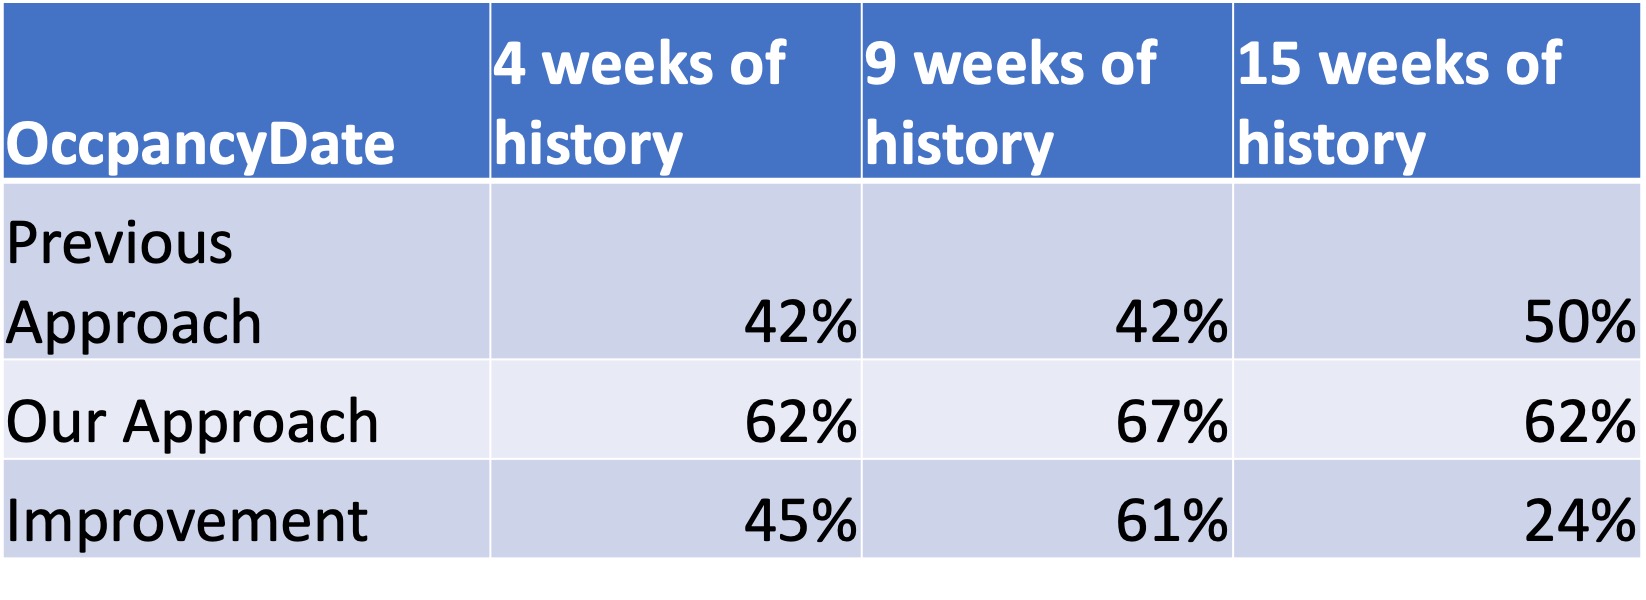 OccpancyDate 4 weeks of history 9 weeks of history 15 weeks of history
Previous Approach 42% 42% 50%
Our Approach 62% 67% 62%
Improvement 45% 61% 24%